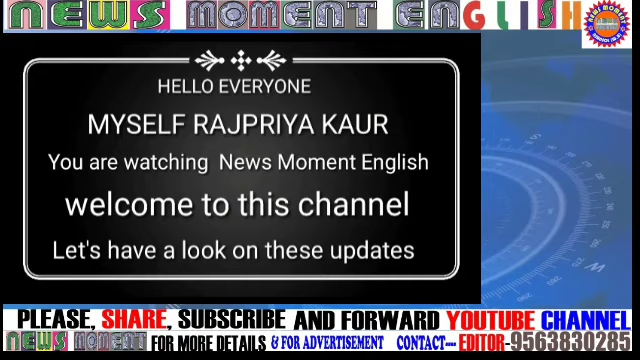 NEWS MOMENT ENGLISH
HELLO EVERYONE
MYSELF RAJPRIYA KAUR
You are watching News Moment English
welcome to this channel
Let's have a look on these updates
PLEASE, SHARE, SUBSCRIBE AND FORWARD YOUTUBE CHANNEL
NEWS MOMENT FOR MORE DETAILS & FOR ADVERTISEMENT CONTACT--- EDITOR-9563830285